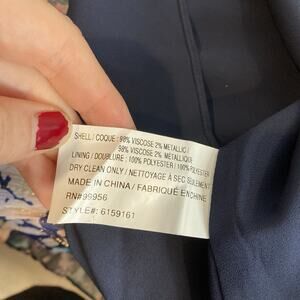 SHELL / COQUE : 98% VISCOSE 2% METALLIC /
98% VISCOSE 2% METALLIQUE
LINING / DOUBLURE : 100% POLYESTER / 100% POLYESTER
DRY CLEAN ONLY / NETTOYAGE À SEC SEULEMENT
MADE IN CHINA / FABRIQUÉ EN CHINE
RN#99956
STYLE#: 6159161